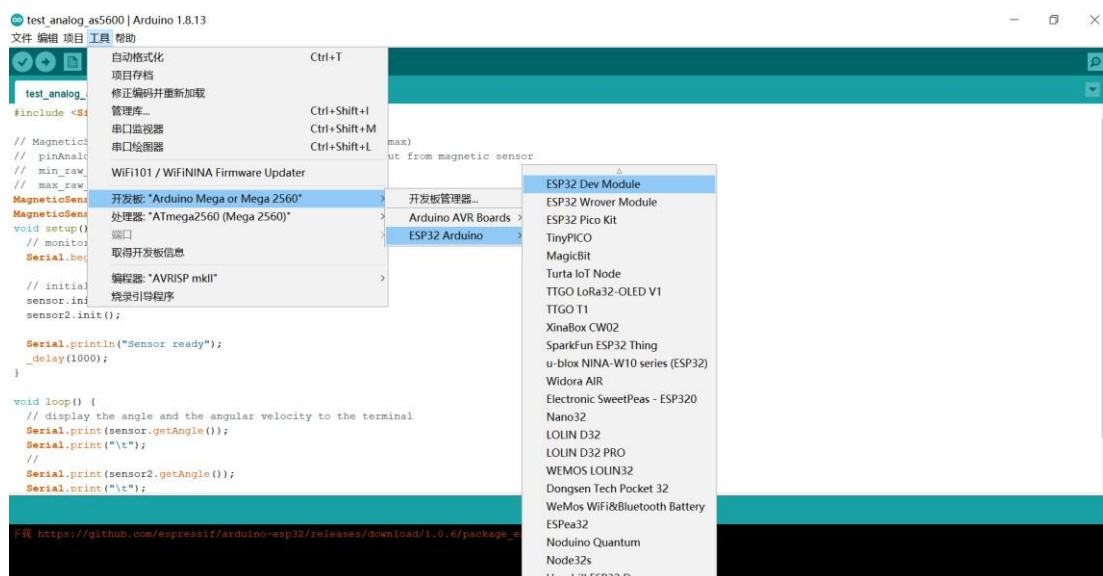 test_analog_as5600 | Arduino 1.8.13
文件 编辑 项目 工具 帮助
自动格式化 Ctrl+T
项目存档
修正编码并重新加载
管理库... Ctrl+Shift+I
串口监视器 Ctrl+Shift+M
串口绘图器 Ctrl+Shift+L
WiFi101 / WiFiNINA Firmware Updater
开发板: "Arduino Mega or Mega 2560"
处理器: "ATmega2560 (Mega 2560)"
端口
取得开发板信息
编程器: "AVRISP mkII"
烧录引导程序
开发板管理器...
Arduino AVR Boards
ESP32 Arduino
ESP32 Dev Module
ESP32 Wrover Module
ESP32 Pico Kit
TinyPICO
MagicBit
Turta IoT Node
TTGO LoRa32-OLED V1
TTGO T1
XinaBox CW02
SparkFun ESP32 Thing
u-blox NINA-W10 series (ESP32)
Widora AIR
Electronic SweetPeas - ESP320
Nano32
LOLIN D32
LOLIN D32 PRO
WEMOS LOLIN32
Dongsen Tech Pocket 32
WeMos WiFi&Bluetooth Battery
ESPea32
Noduino Quantum
Node32s
test_analog_
#include <Si
// MagneticS max)
// pinAnalo ut from magnetic sensor
// min_raw_
// max_raw_
MagneticSens
MagneticSens
void setup()
// monitor
Serial.beg
// initial
sensor.ini
sensor2.init();
Serial.println("Sensor ready");
_delay(1000);
}
void loop() {
// display the angle and the angular velocity to the terminal
Serial.print(sensor.getAngle());
Serial.print("\t");
//
Serial.print(sensor2.getAngle());
Serial.print("\t");
下载 https://github.com/espressif/arduino-esp32/releases/download/1.0.6/package_e